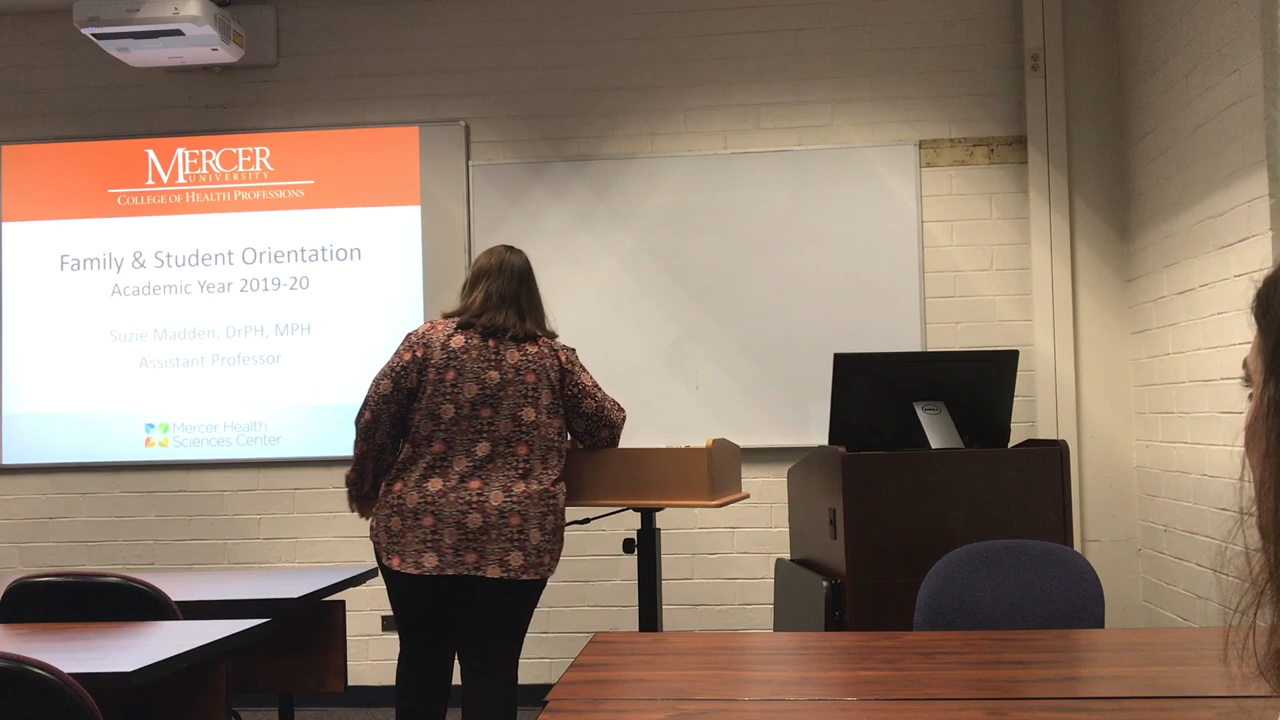 MERCER
UNIVERSITY
COLLEGE OF HEALTH PROFESSIONS
Family & Student Orientation
Academic Year 2019-20
Suzie Madden, DrPH, MPH
Assistant Professor
Mercer Health
Sciences Center
DELL